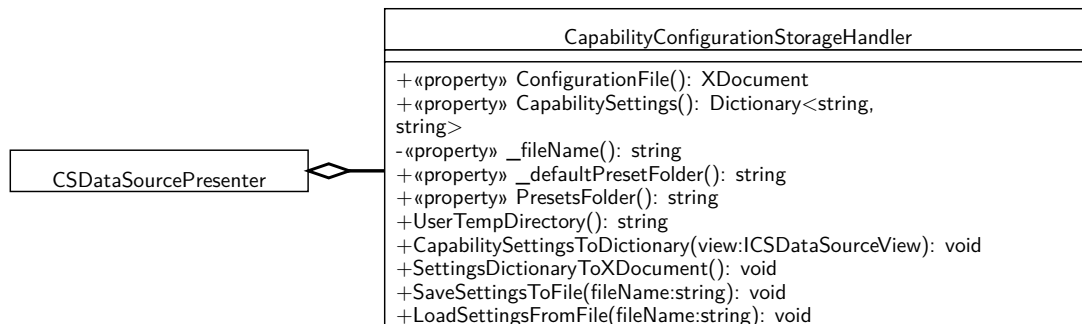 CapabilityConfigurationStorageHandler
+«property» ConfigurationFile(): XDocument
+«property» CapabilitySettings(): Dictionary<string,
string>
-«property» _fileName(): string
+«property» _defaultPresetFolder(): string
+«property» PresetsFolder(): string
+UserTempDirectory(): string
+CapabilitySettingsToDictionary(view:ICSDataSourceView): void
+SettingsDictionaryToXDocument(): void
+SaveSettingsToFile(fileName:string): void
+LoadSettingsFromFile(fileName:string): void
CSDataSourcePresenter